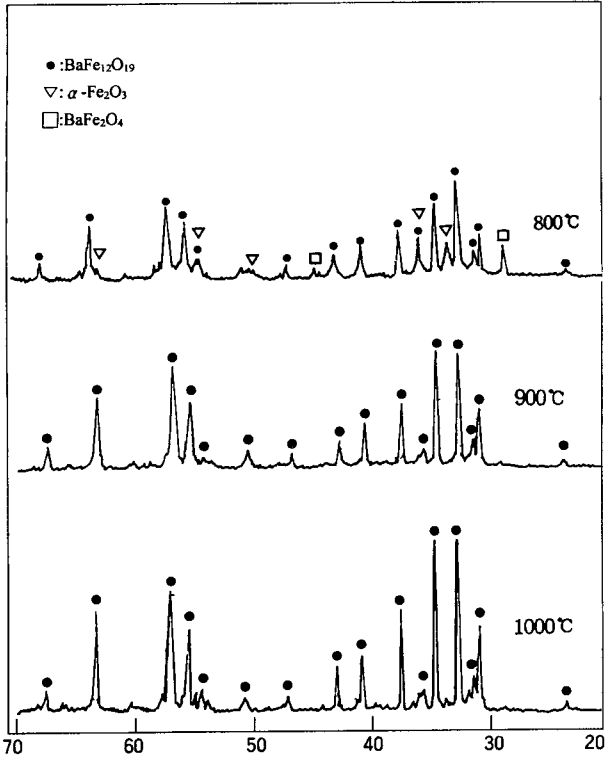 ● :BaFe₁₂O₁₉
▽ : α-Fe₂O₃
□ :BaFe₂O₄
800℃
900℃
1000℃
70 60 50 40 30 20